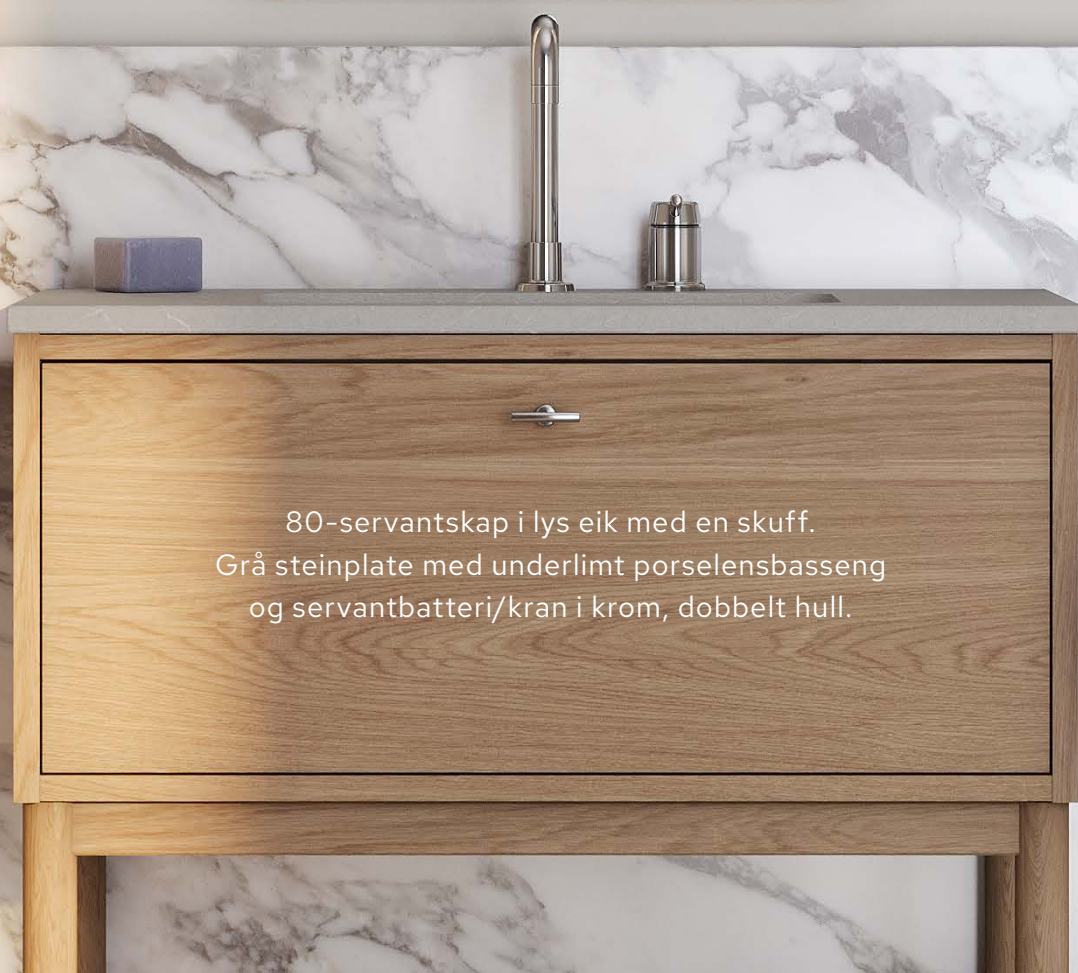 80-servantskap i lys eik med en skuff.
Grå steinplate med underlimt porselensbasseng
og servantbatteri/kran i krom, dobbelt hull.